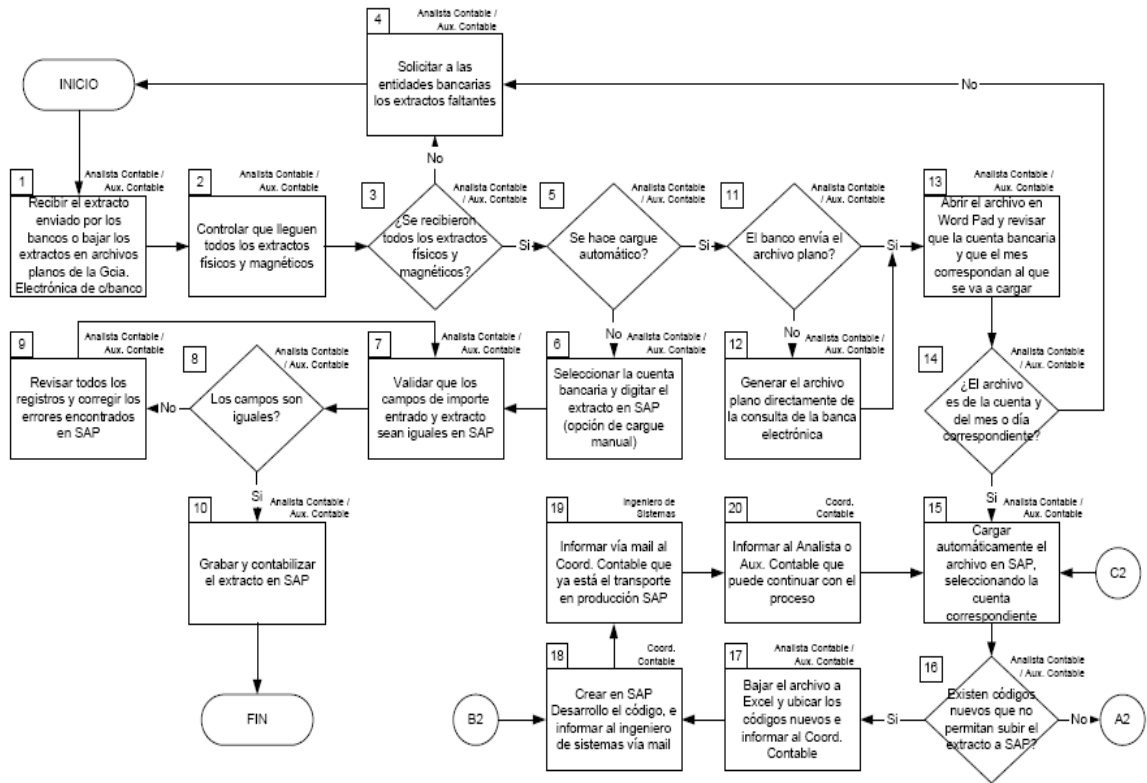 Analista Contable /
Aux. Contable
4
Solicitar a las
entidades bancarias
los extractos faltantes
INICIO
No
No
Analista Contable /
Aux. Contable
1
Recibir el extracto
enviado por los
bancos o bajar los
extractos en archivos
planos de la Gcia.
Electrónica de c/banco
Analista Contable /
Aux. Contable
2
Controlar que lleguen
todos los extractos
físicos y magnéticos
Analista Contable
/ Aux. Contable
3
¿Se recibieron
todos los extractos
físicos y
magnéticos?
Si
Analista Contable
/ Aux. Contable
5
Se hace cargue
automático?
Si
Analista Contable
/ Aux. Contable
11
El banco envía el
archivo plano?
Si
Analista Contable /
Aux. Contable
13
Abrir el archivo en
Word Pad y revisar
que la cuenta bancaria
y que el mes
correspondan al que
se va a cargar
No
No
Analista Contable /
Aux. Contable
9
Revisar todos los
registros y corregir los
errores encontrados
en SAP
No
Analista Contable
/ Aux. Contable
8
Los campos son
iguales?
Analista Contable /
Aux. Contable
7
Validar que los
campos de importe
entrado y extracto
sean iguales en SAP
Analista Contable /
Aux. Contable
6
Seleccionar la cuenta
bancaria y digitar el
extracto en SAP
(opción de cargue
manual)
Analista Contable /
Aux. Contable
12
Generar el archivo
plano directamente de
la consulta de la banca
electrónica
Analista Contable
/ Aux. Contable
14
¿El archivo
es de la cuenta y
del mes o día
correspondiente?
Si
Si
Analista Contable /
Aux. Contable
10
Grabar y contabilizar
el extracto en SAP
Ingeniero de
Sistemas
19
Informar vía mail al
Coord. Contable que
ya está el transporte
en producción SAP
Coord.
Contable
20
Informar al Analista o
Aux. Contable que
puede continuar con el
proceso
Analista Contable /
Aux. Contable
15
Cargar
automáticamente el
archivo en SAP,
seleccionando la
cuenta
correspondiente
C2
FIN
B2
Coord.
Contable
18
Crear en SAP
Desarrollo el código, e
informar al ingeniero
de sistemas vía mail
Analista Contable /
Aux. Contable
17
Bajar el archivo a
Excel y ubicar los
códigos nuevos e
informar al Coord.
Contable
Si
Analista Contable
/ Aux. Contable
16
Existen códigos
nuevos que no
permitan subir el
extracto a SAP?
No
A2